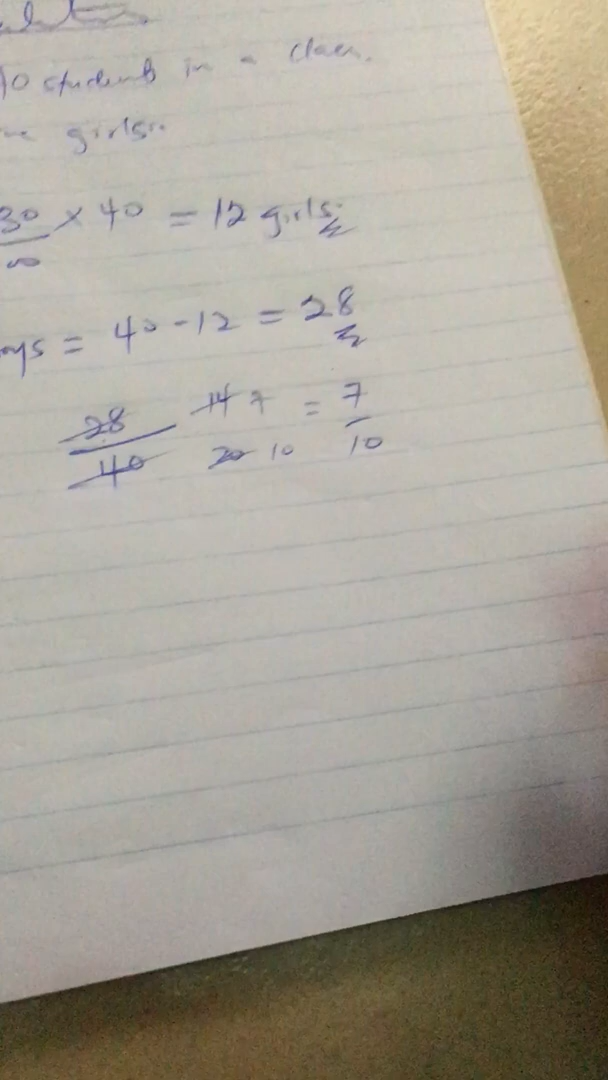 40 students in a class.
girls.
30 × 40 = 12 girls
= 40 - 12 = 28
28 14 7 = 7
40 20 10 10